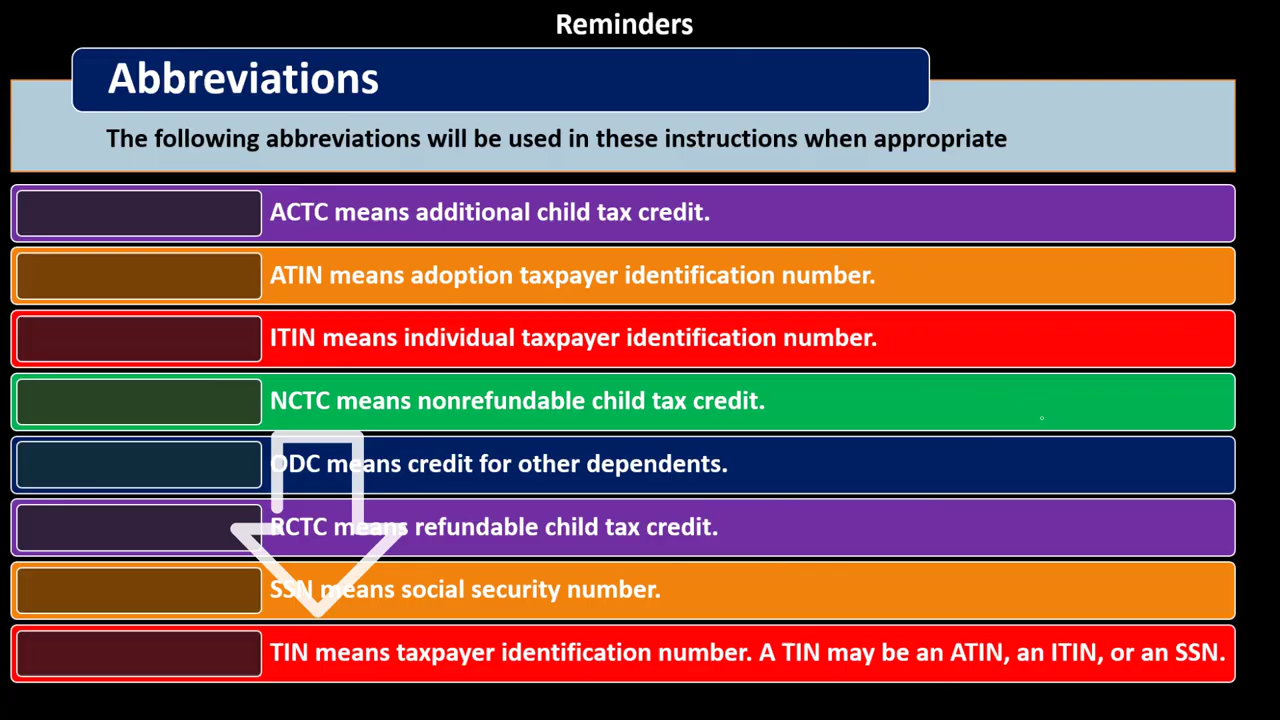 Reminders
Abbreviations
The following abbreviations will be used in these instructions when appropriate
ACTC means additional child tax credit.
ATIN means adoption taxpayer identification number.
ITIN means individual taxpayer identification number.
NCTC means nonrefundable child tax credit.
ODC means credit for other dependents.
RCTC means refundable child tax credit.
SSN means social security number.
TIN means taxpayer identification number. A TIN may be an ATIN, an ITIN, or an SSN.